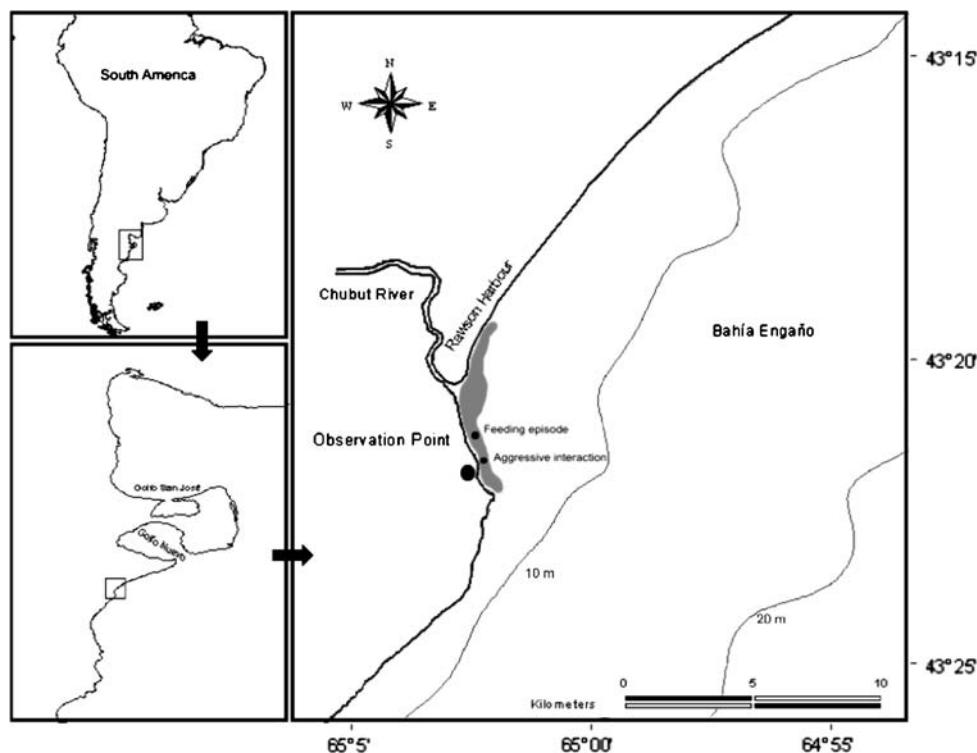 South America
Golfo San José
Golfo Nuevo
N
W E
S
Chubut River
Rawson Harbour
Bahía Engaño
Feeding episode
Observation Point
Aggressive interaction
10 m
20 m
0 5 10
Kilometers
43°15'
43°20'
43°25'
65°5' 65°00' 64°55'